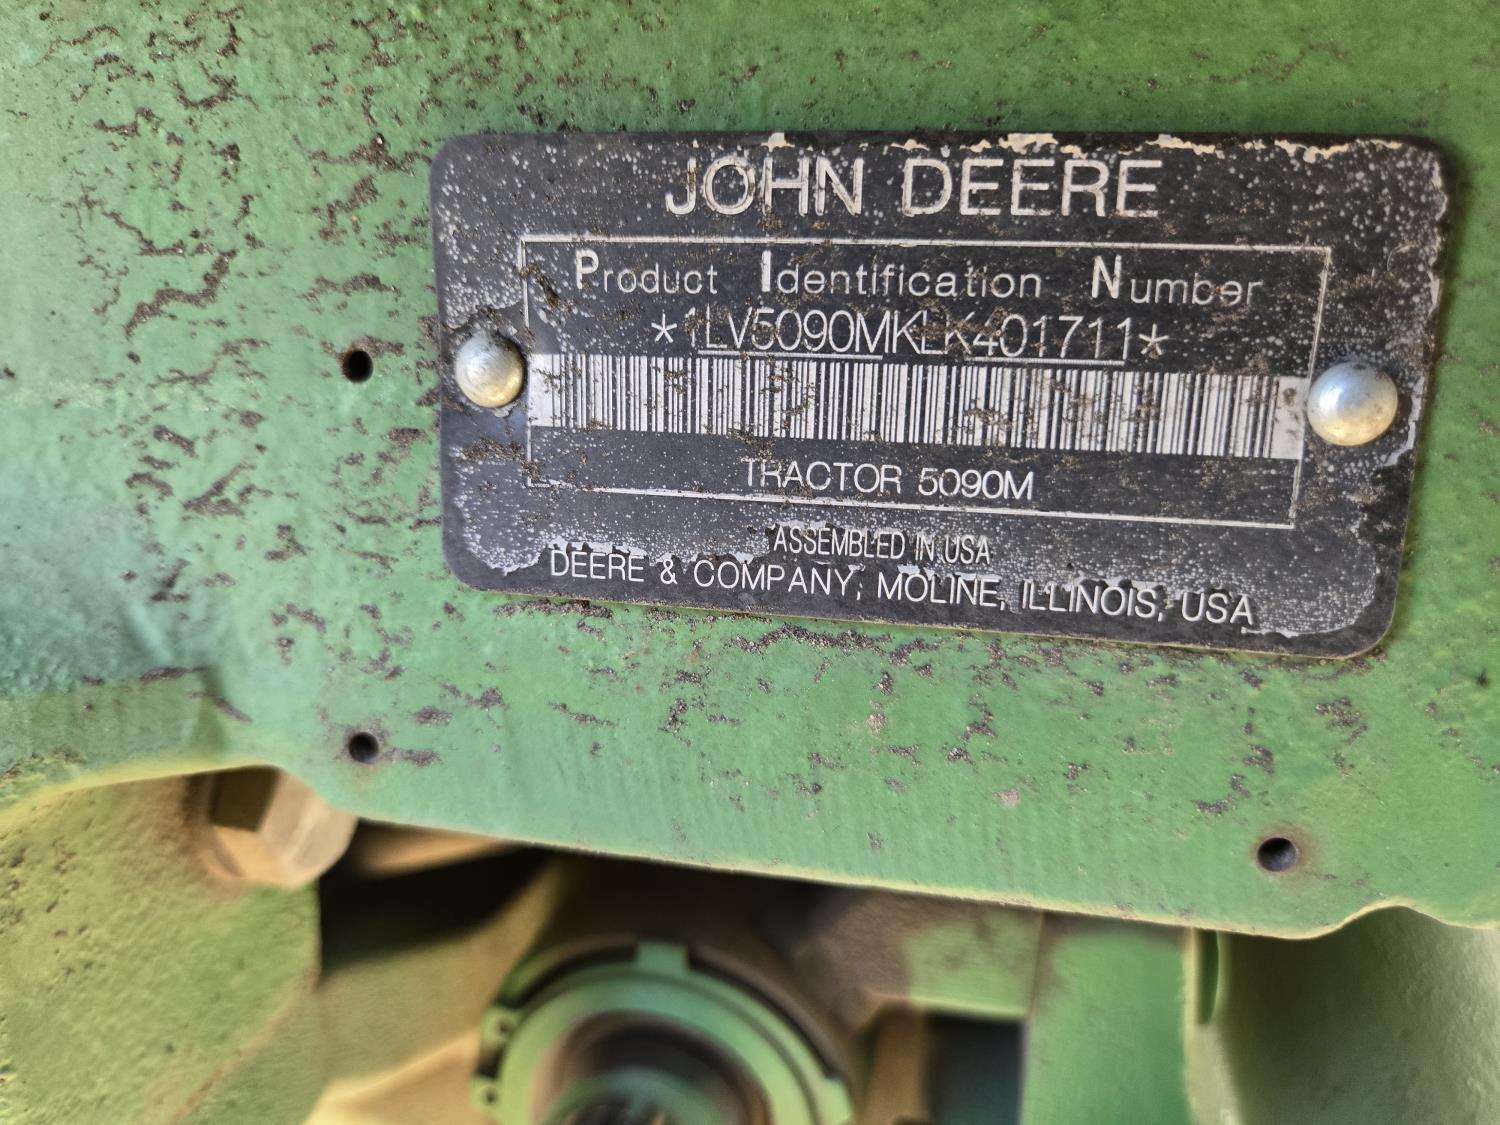 JOHN DEERE
Product Identification Number
*1LV5090MKLK401711*
TRACTOR 5090M
ASSEMBLED IN USA
DEERE & COMPANY, MOLINE, ILLINOIS, USA